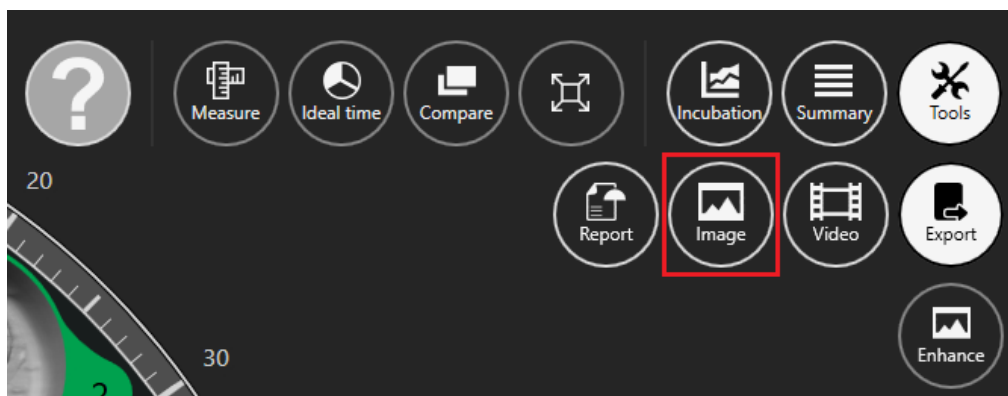 ?
Measure
Ideal time
Compare
Incubation
Summary
Tools
20
Report
Image
Video
Export
30
Enhance
2